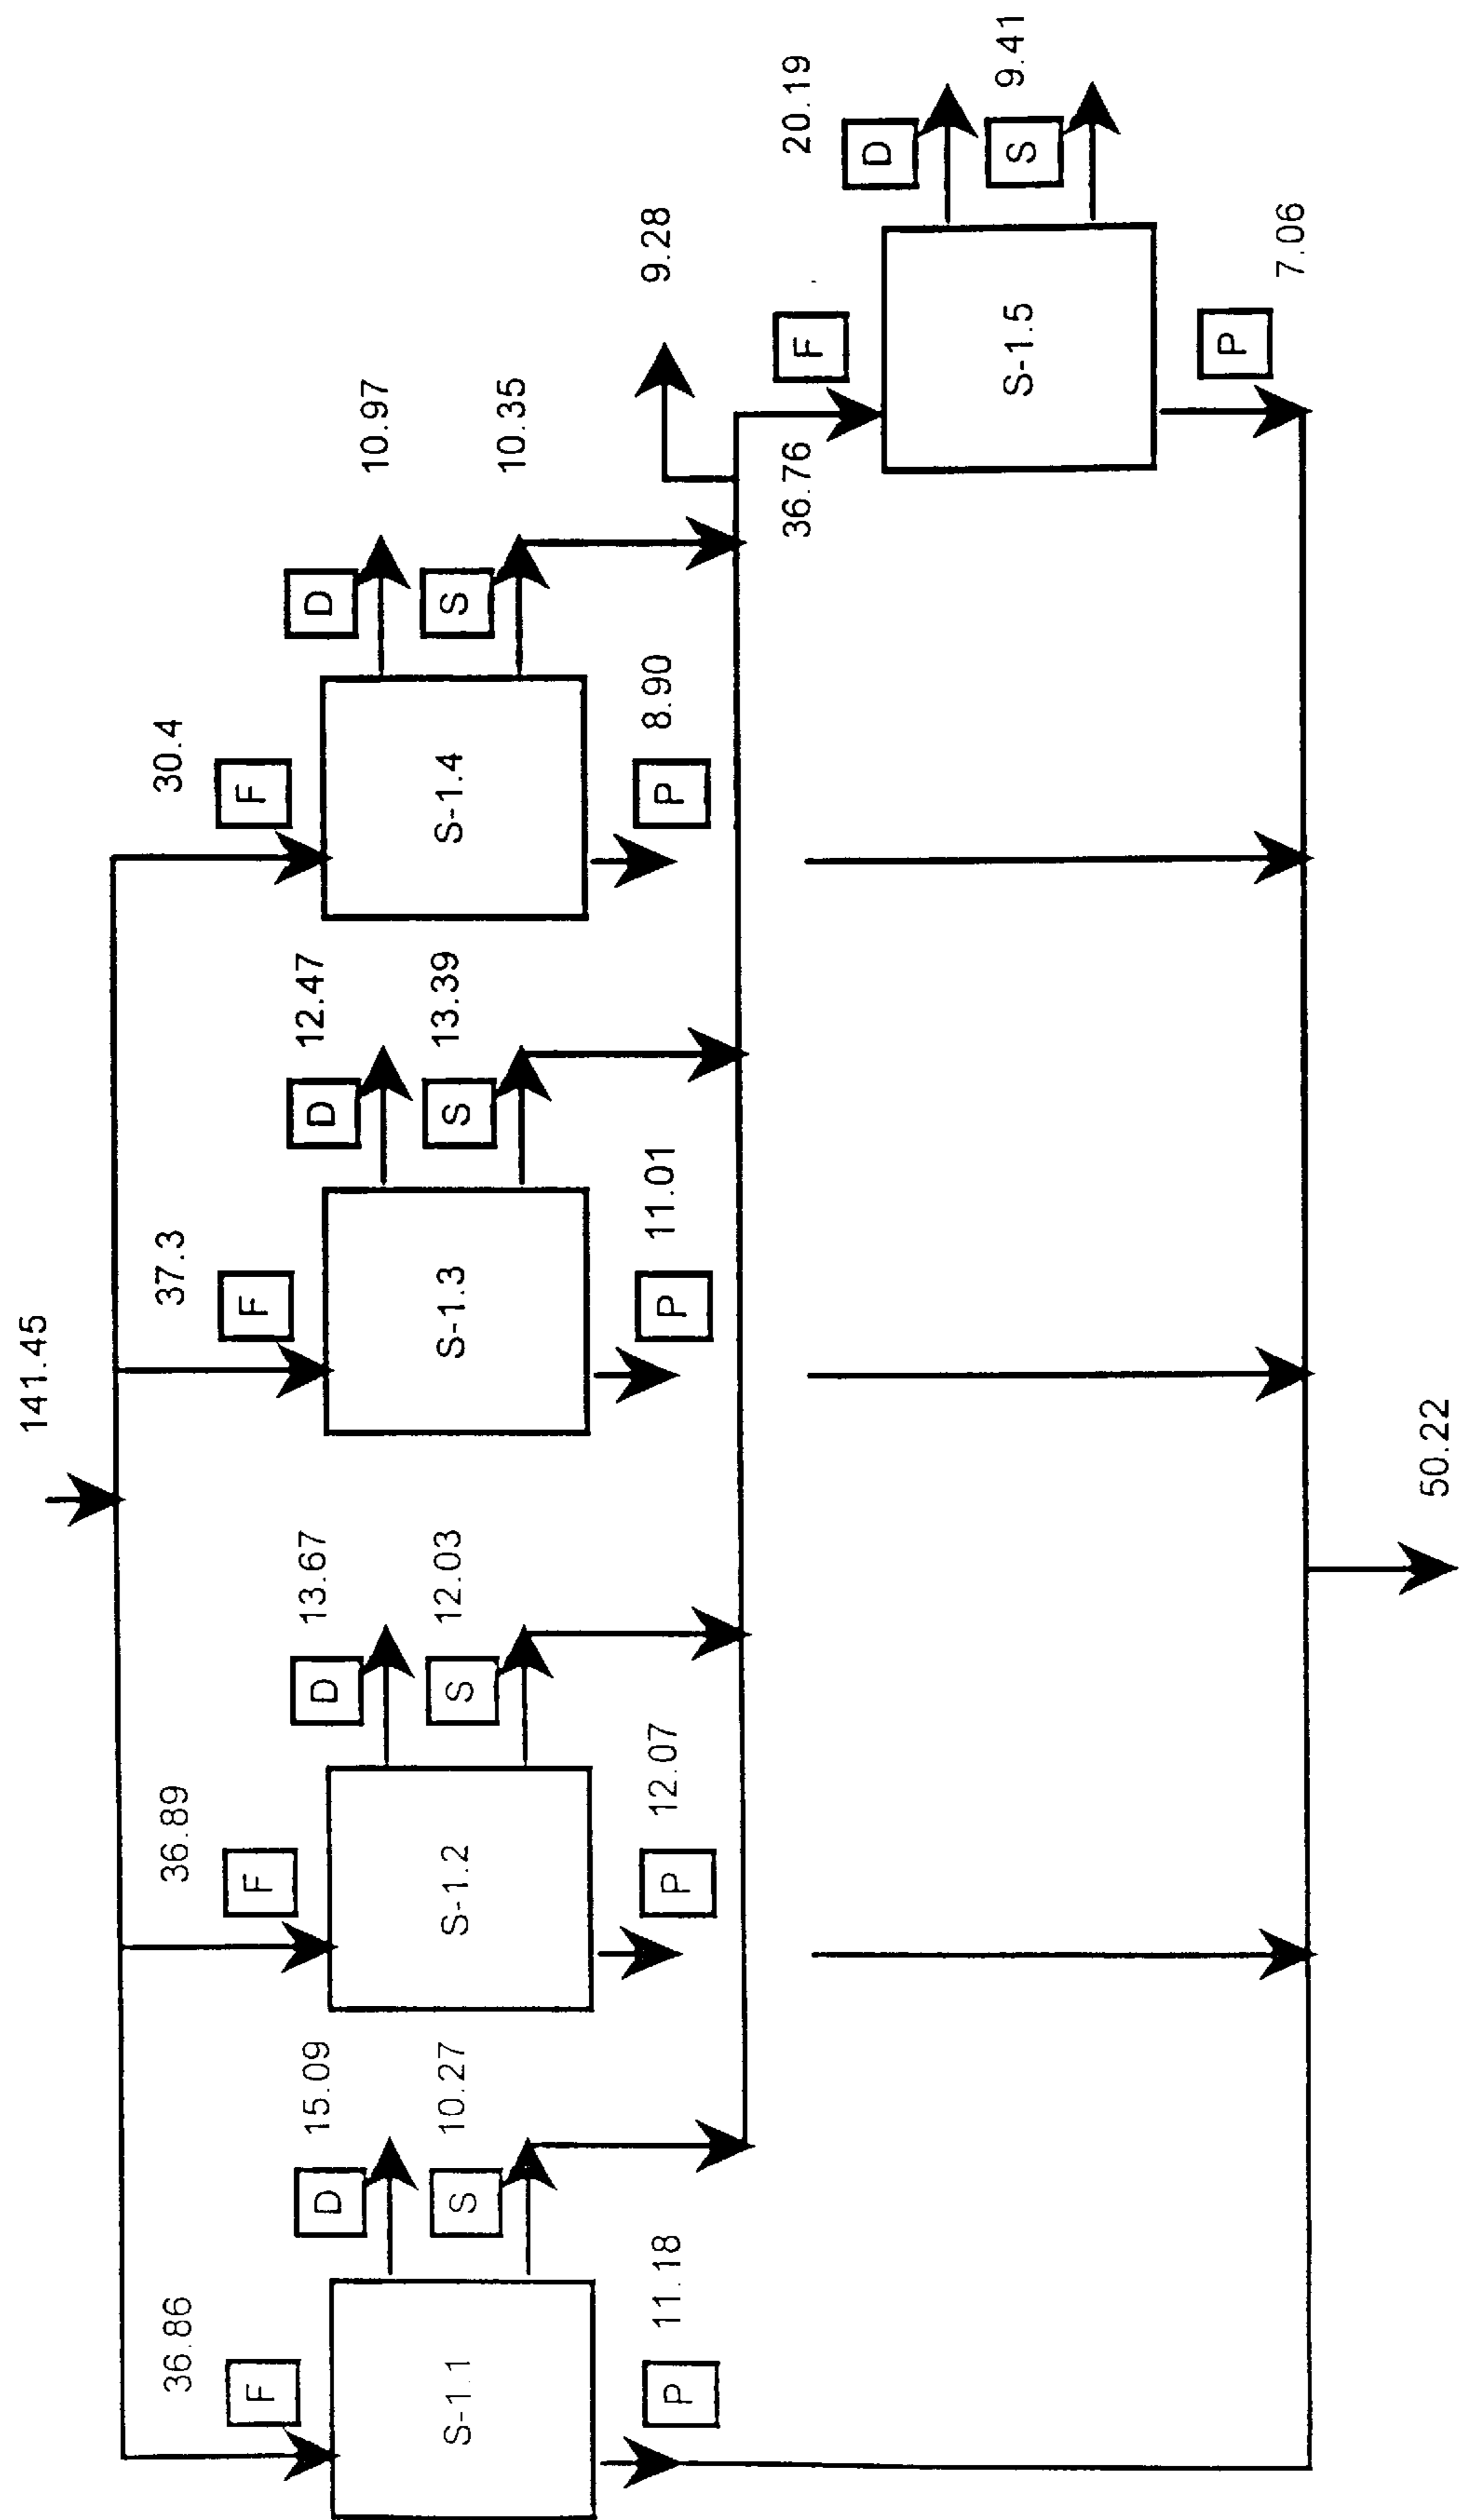 141.45
36.86
36.89
37.3
30.4
F
F
F
F
S-1.1
D
15.09
S
10.27
P
11.18
S-1.2
D
13.67
S
12.03
P
12.07
S-1.3
D
12.47
S
13.39
P
11.01
S-1.4
D
10.97
S
10.35
P
8.90
9.28
36.76
F
S-1.5
D
20.19
S
9.41
P
7.06
50.22